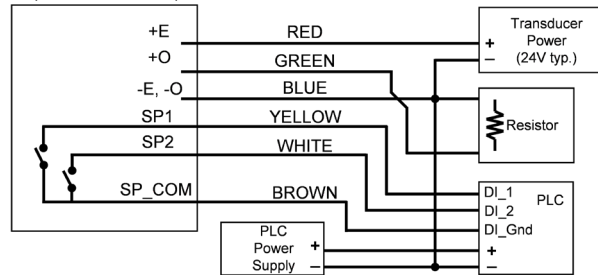 +E RED
+O GREEN
-E, -O BLUE
SP1 YELLOW
SP2 WHITE
SP_COM BROWN
Transducer
Power
(24V typ.)
+
–
Resistor
DI_1
DI_2
DI_Gnd
+
–
PLC
PLC
Power
Supply
+
–